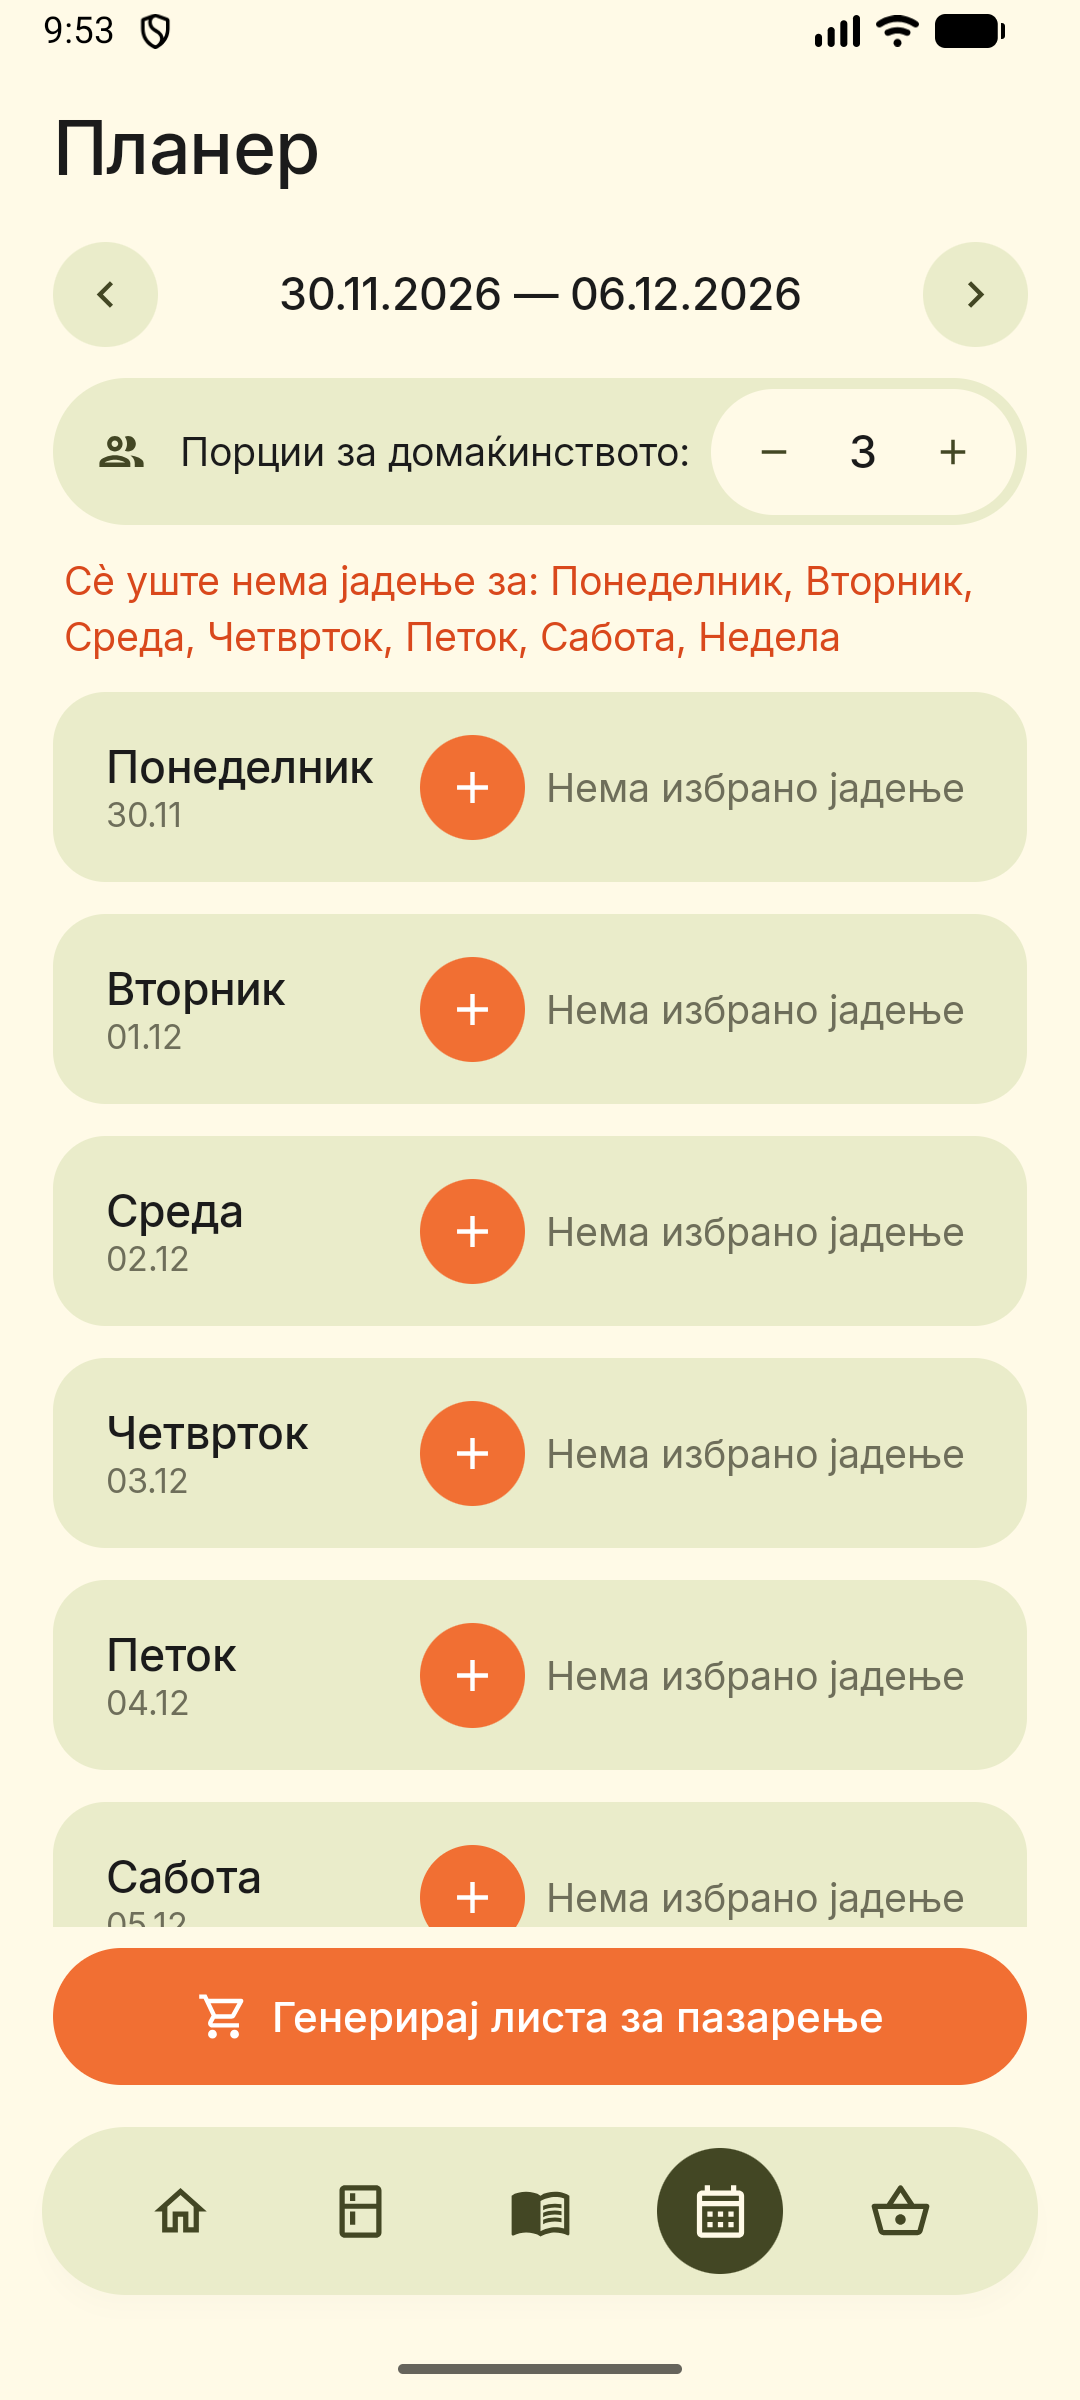 9:53
Планер
30.11.2026 — 06.12.2026
Порции за домаќинството: 3
Сè уште нема јадење за: Понеделник, Вторник,
Среда, Четврток, Петок, Сабота, Недела
Понеделник
30.11
Нема избрано јадење
Вторник
01.12
Нема избрано јадење
Среда
02.12
Нема избрано јадење
Четврток
03.12
Нема избрано јадење
Петок
04.12
Нема избрано јадење
Сабота
05.12
Нема избрано јадење
Генерирај листа за пазарење